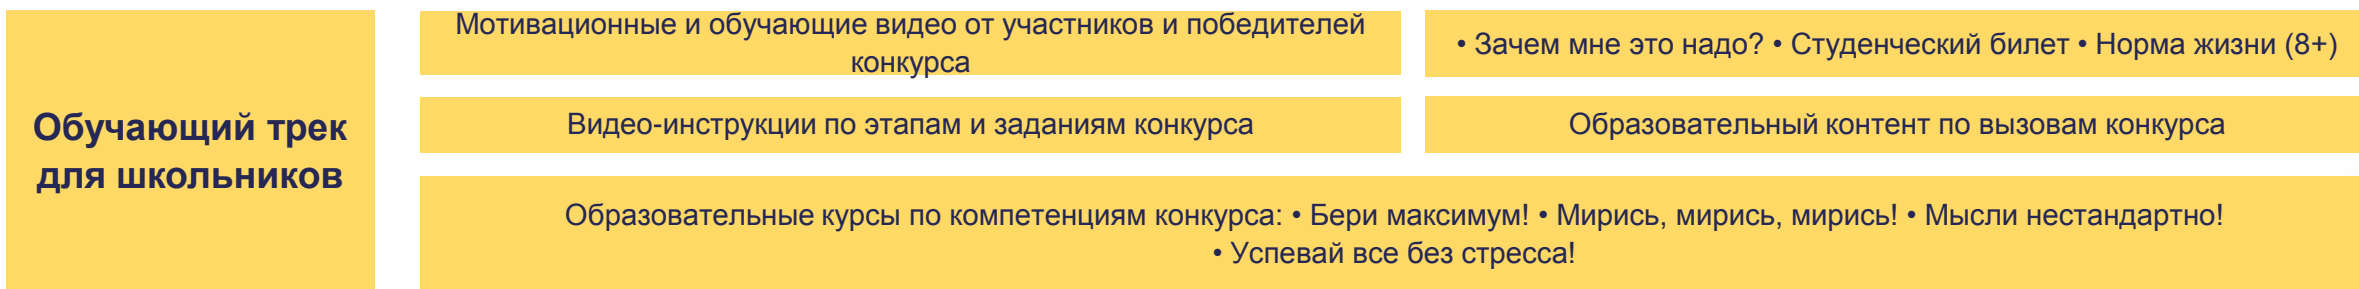 Обучающий трек
для школьников
Мотивационные и обучающие видео от участников и победителей
конкурса
• Зачем мне это надо? • Студенческий билет • Норма жизни (8+)
Видео-инструкции по этапам и заданиям конкурса
Образовательный контент по вызовам конкурса
Образовательные курсы по компетенциям конкурса: • Бери максимум! • Мирись, мирись, мирись! • Мысли нестандартно!
• Успевай все без стресса!